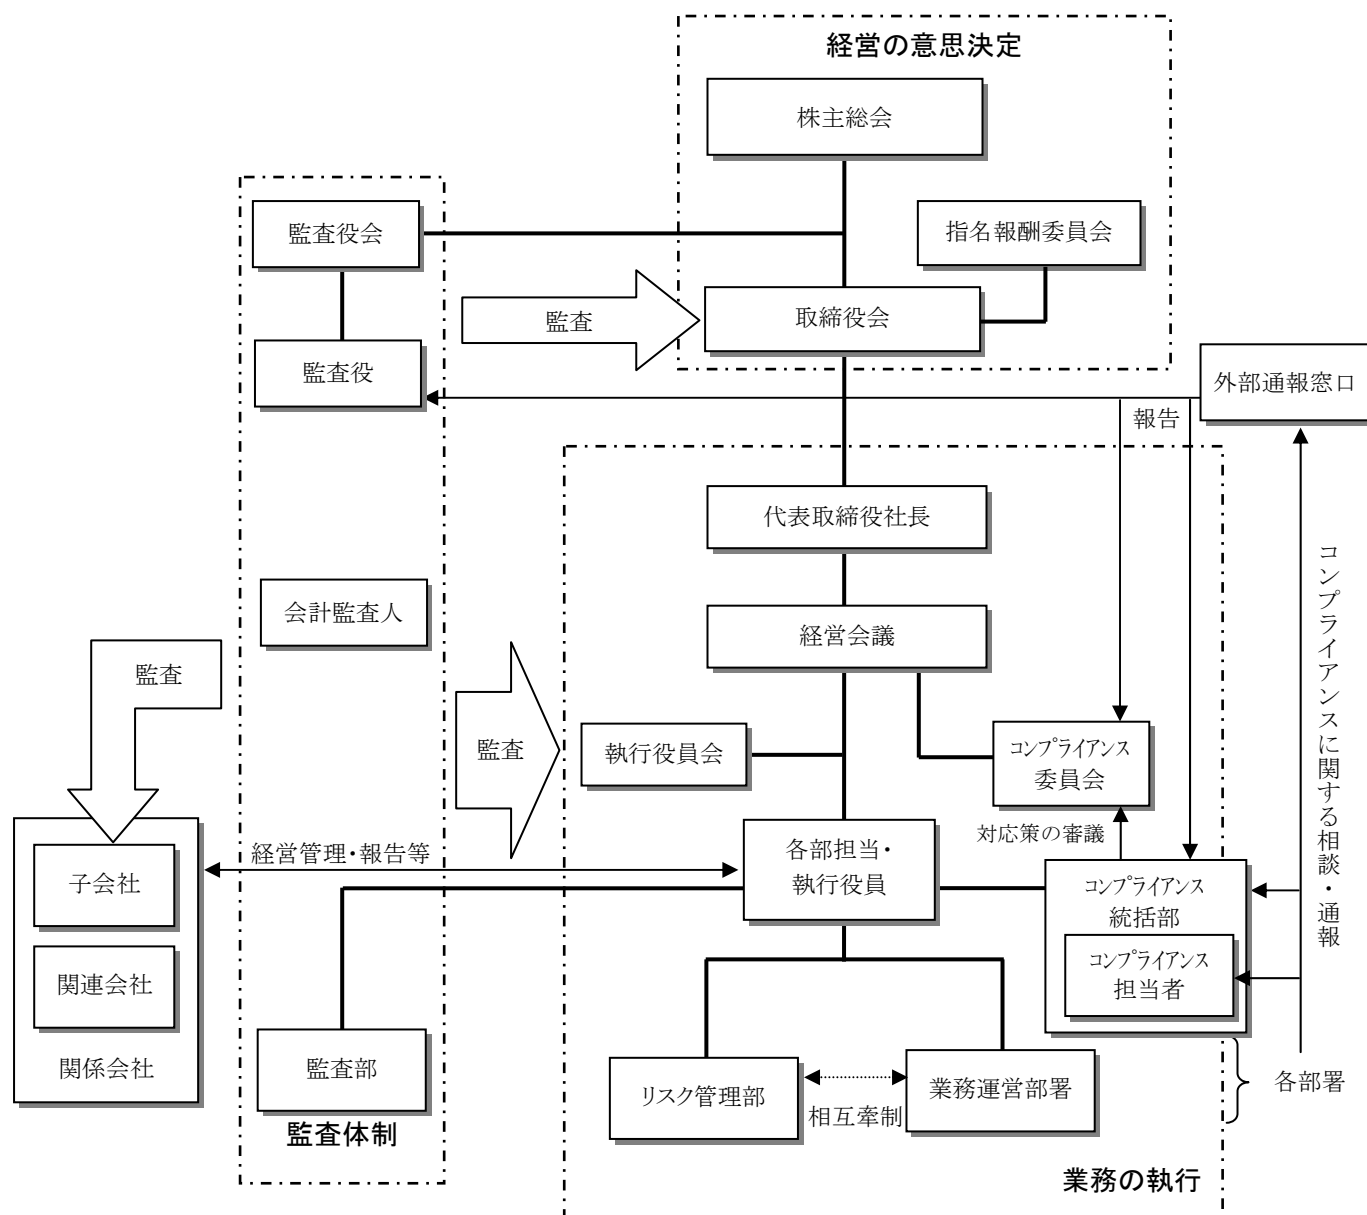 経営の意思決定
株主総会
監査役会
指名報酬委員会
監査
取締役会
監査役
外部通報窓口
報告
代表取締役社長
会計監査人
経営会議
監査
監査
執行役員会
コンプライアンス
委員会
コンプライアンスに関する相談・通報
対応策の審議
経営管理・報告等
各部担当・
執行役員
子会社
コンプライアンス
統括部
関連会社
コンプライアンス
担当者
関係会社
監査部
リスク管理部
相互牽制
業務運営部署
各部署
監査体制
業務の執行